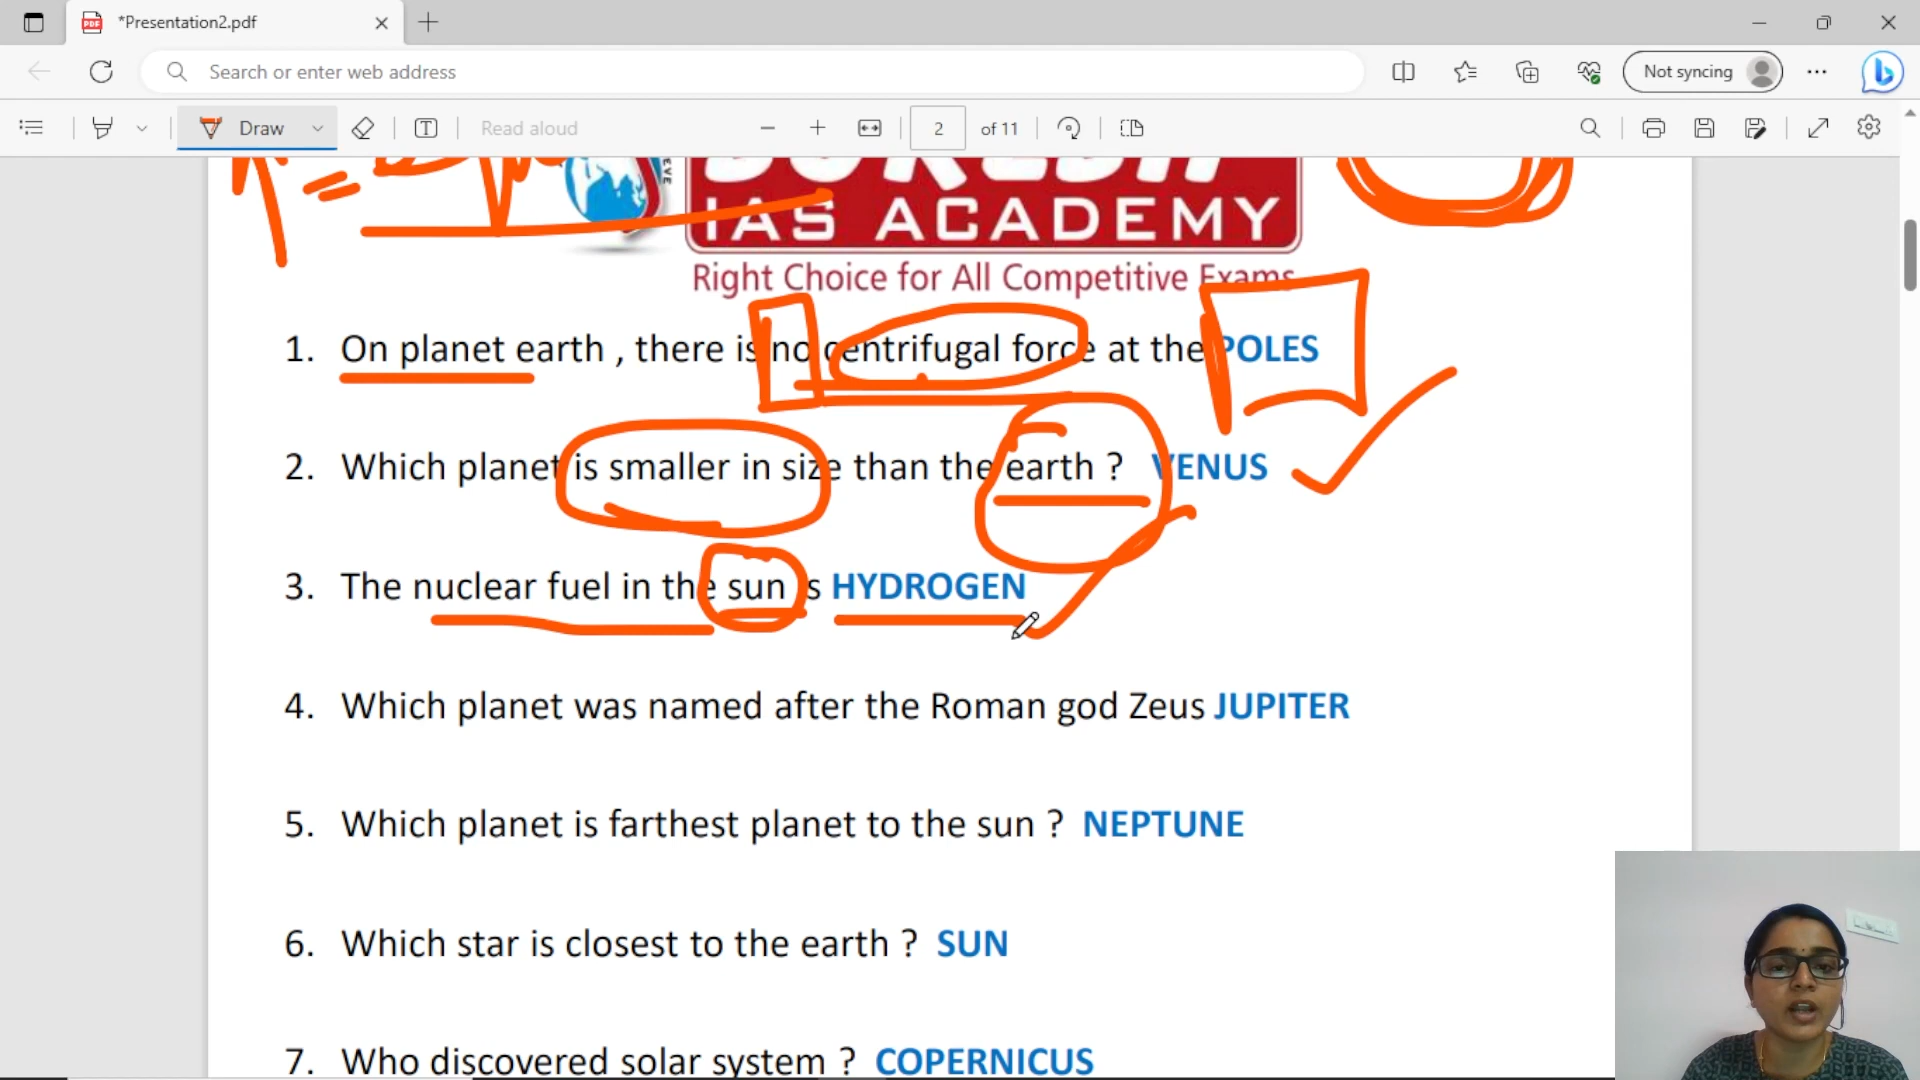 *Presentation2.pdf
Search or enter web address
Not syncing
Draw
Read aloud
2 of 11
IAS ACADEMY
Right Choice for All Competitive Exams
1. On planet earth , there is no centrifugal force at the POLES
2. Which planet is smaller in size than the earth ? VENUS
3. The nuclear fuel in the sun is HYDROGEN
4. Which planet was named after the Roman god Zeus JUPITER
5. Which planet is farthest planet to the sun ? NEPTUNE
6. Which star is closest to the earth ? SUN
7. Who discovered solar system ? COPERNICUS